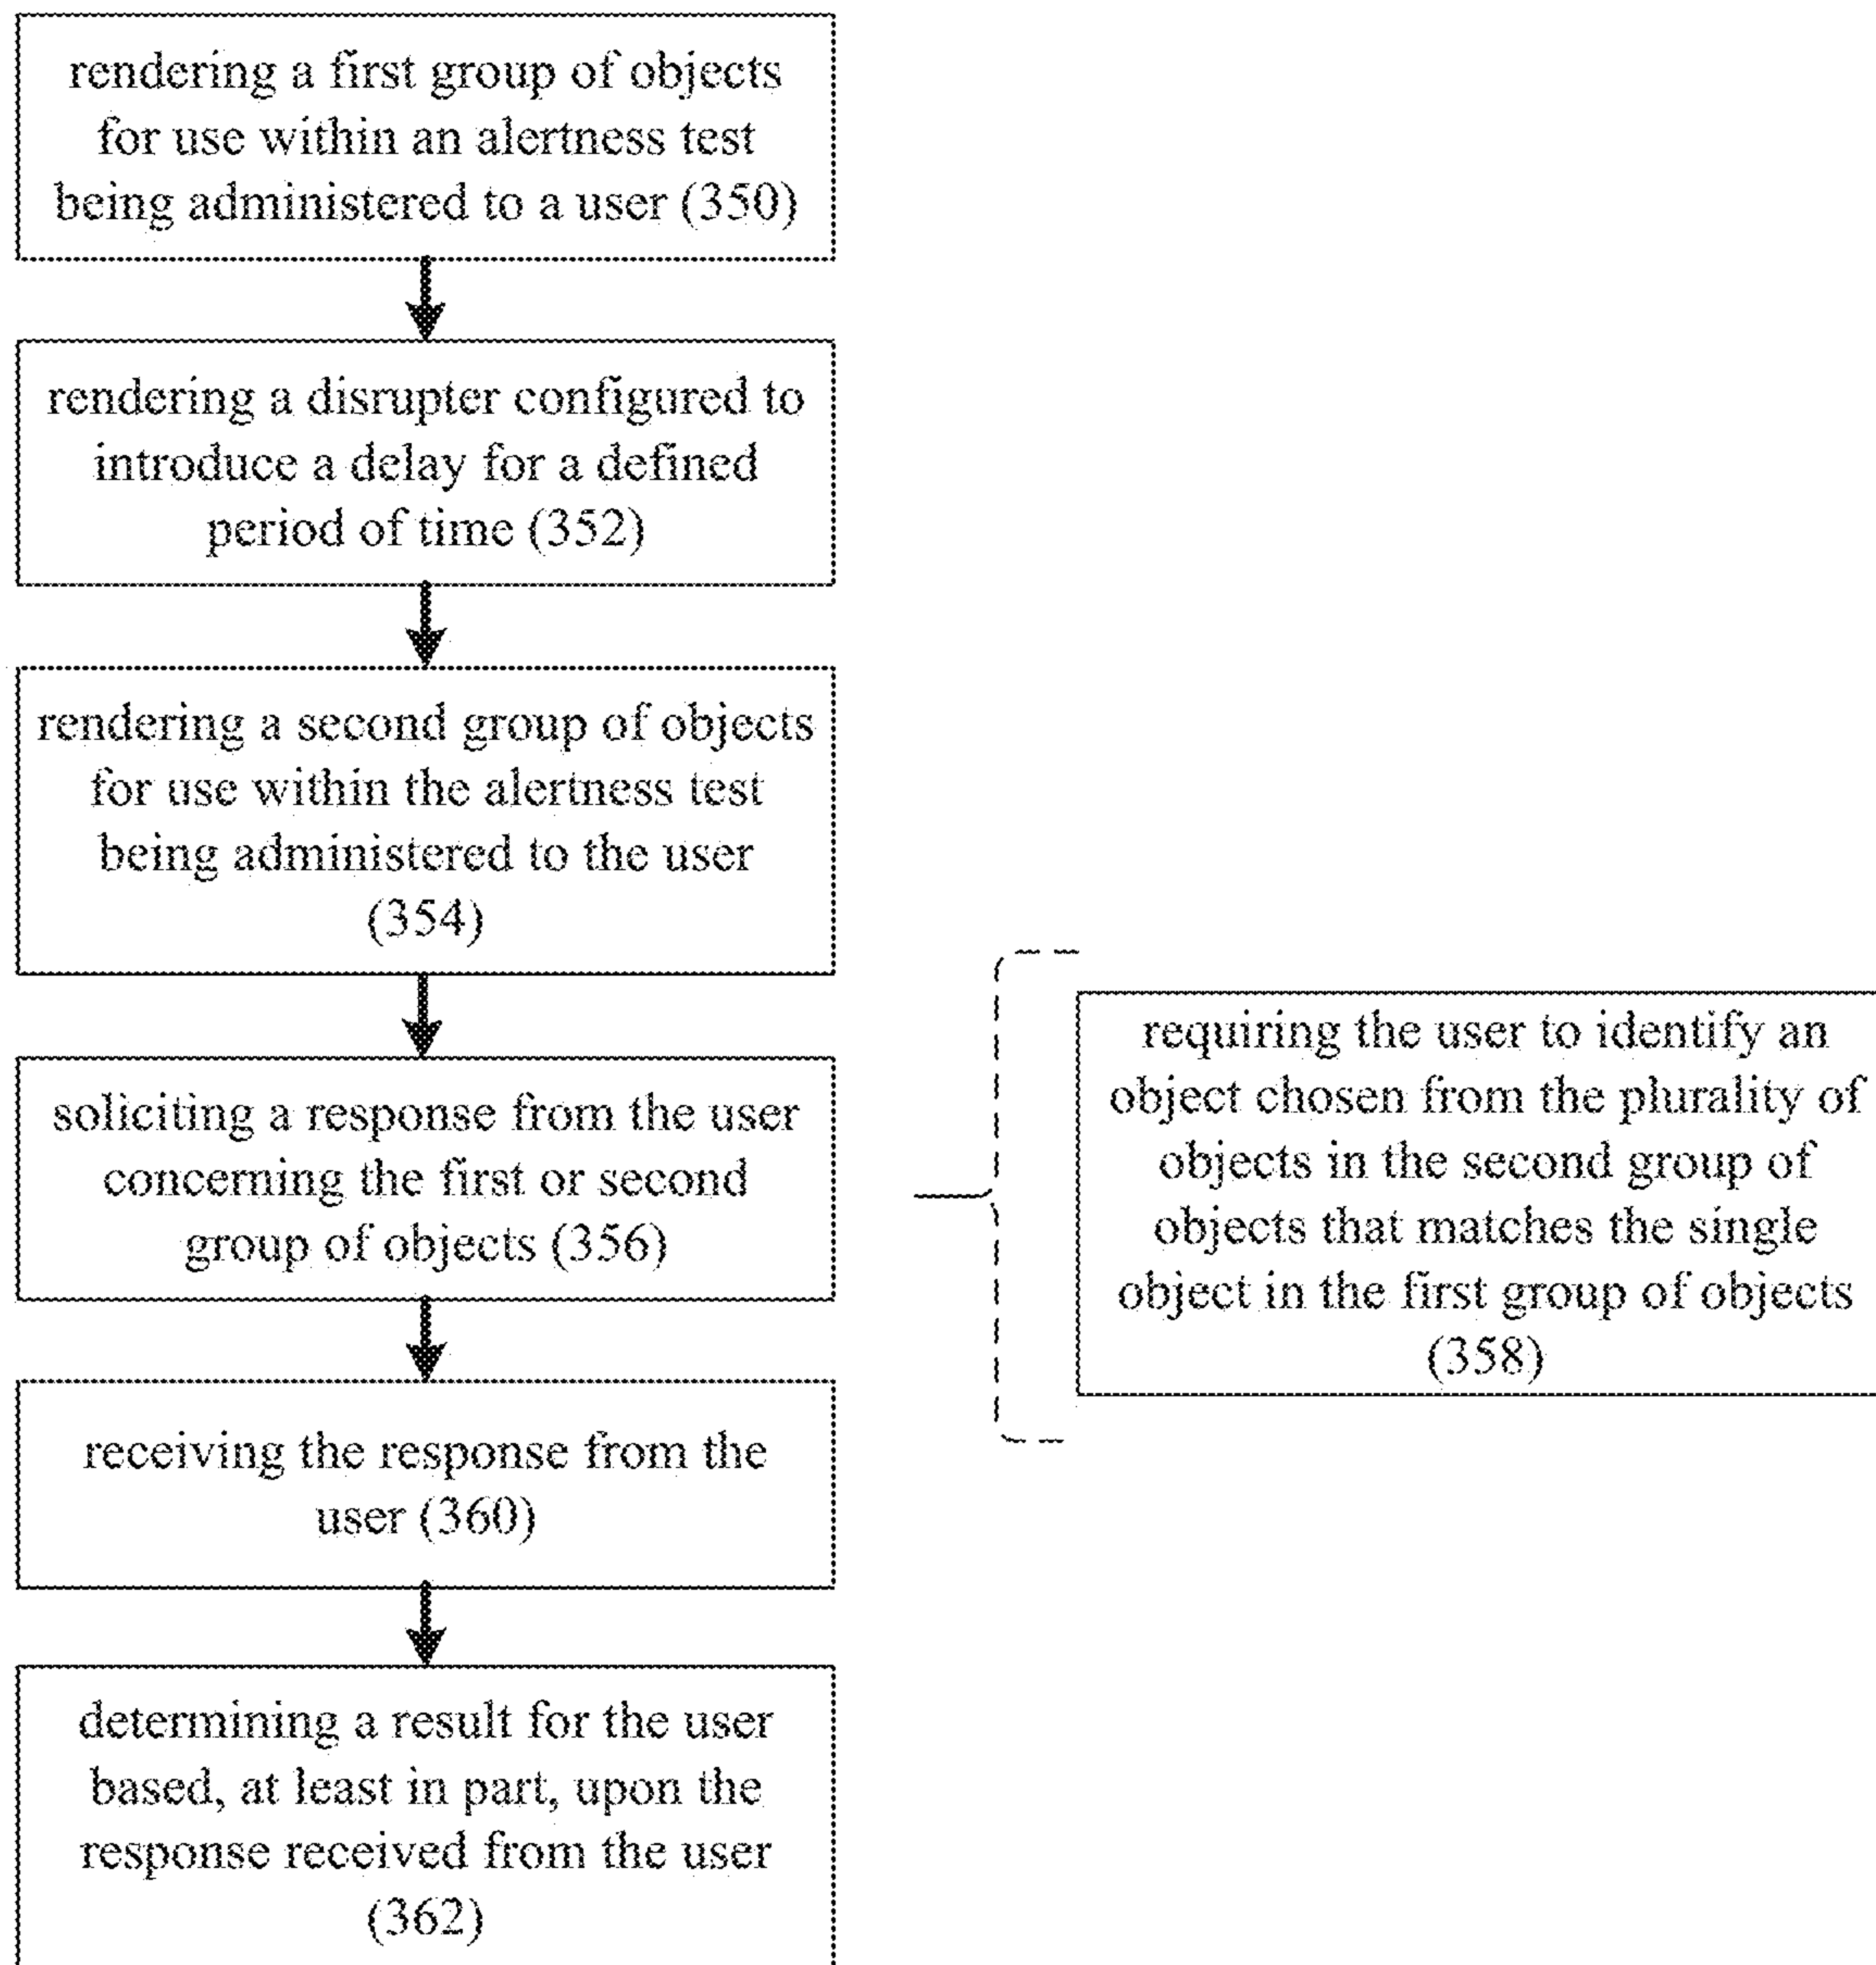 rendering a first group of objects
for use within an alertness test
being administered to a user (350)
rendering a disrupter configured to
introduce a delay for a defined
period of time (352)
rendering a second group of objects
for use within the alertness test
being administered to the user
(354)
soliciting a response from the user
concerning the first or second
group of objects (356)
requiring the user to identify an
object chosen from the plurality of
objects in the second group of
objects that matches the single
object in the first group of objects
(358)
receiving the response from the
user (360)
determining a result for the user
based, at least in part, upon the
response received from the user
(362)